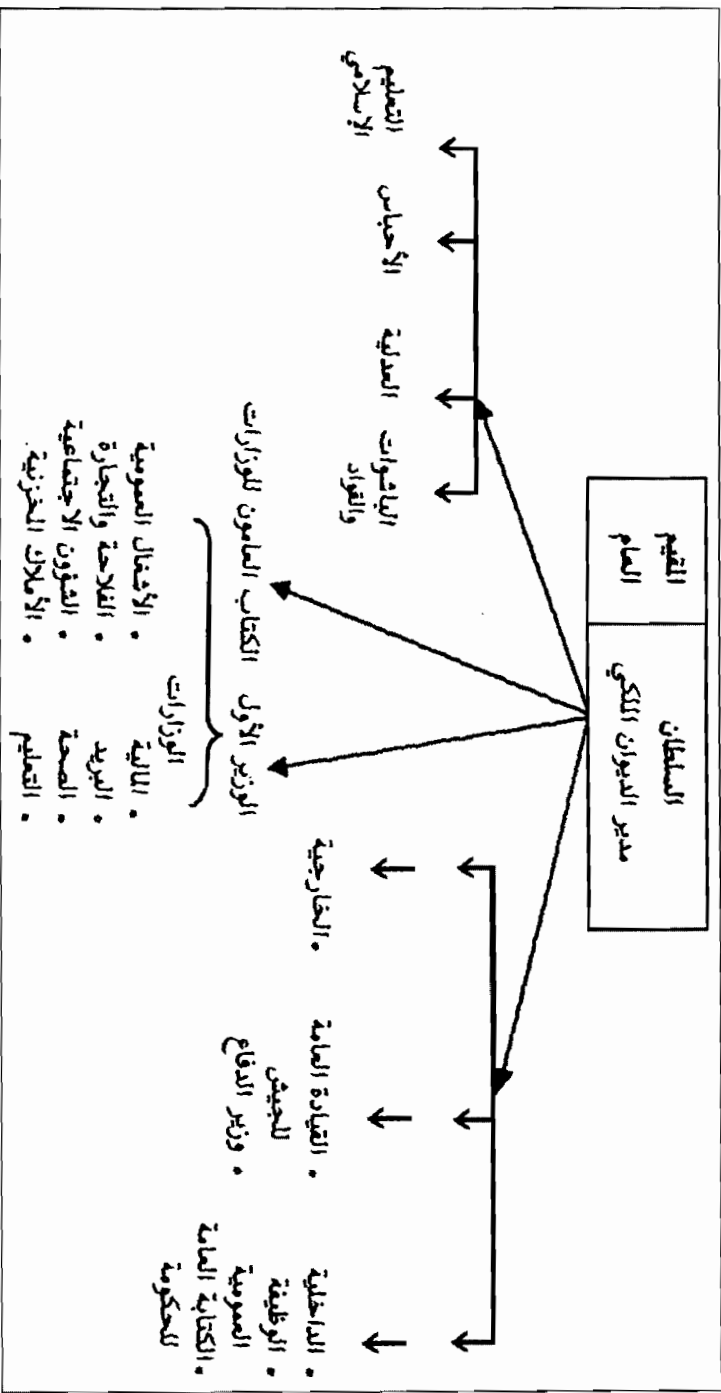 المقيم
العام
السلطان
مدير الديوان الملكي
• الداخلية
• الوظيفة
العمومية
• الكتابة العامة
للحكومة
• القيادة العامة
للجيش
• وزير الدفاع
• الخارجية
الوزير الأول
الكتاب العامون للوزارات
الوزارات
• المالية
• البريد
• الصحة
• التعليم
• الأشغال العمومية
• الفلاحة والتجارة
• الشؤون الاجتماعية
• الأملاك المخزنية.
الباشوات
والقواد
العدلية
الأحباس
التعليم
الإسلامي